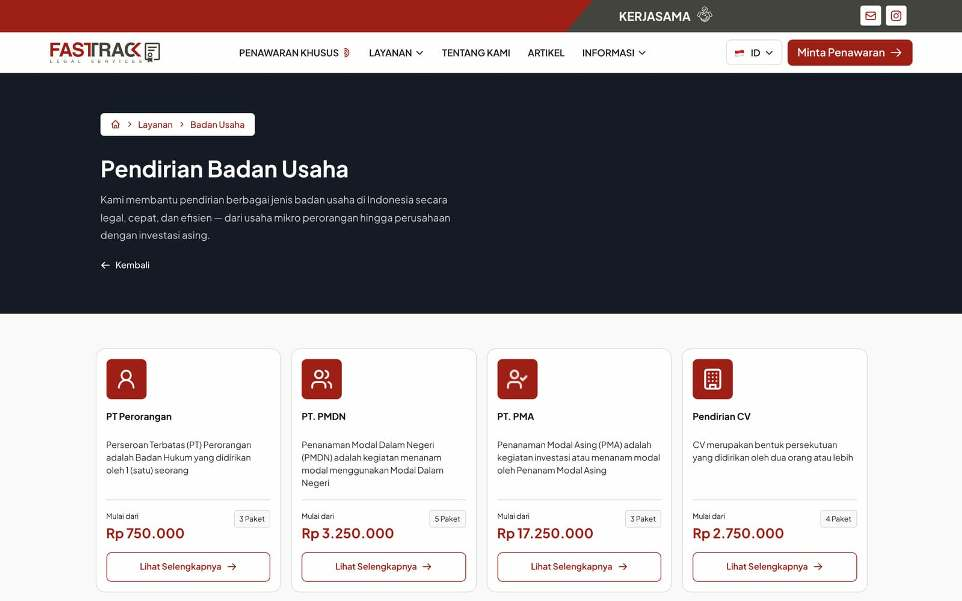 KERJASAMA
FASTRACK
LEGAL SERVICES
PENAWARAN KHUSUS
LAYANAN
TENTANG KAMI
ARTIKEL
INFORMASI
ID
Minta Penawaran
Layanan
Badan Usaha
Pendirian Badan Usaha
Kami membantu pendirian berbagai jenis badan usaha di Indonesia secara
legal, cepat, dan efisien — dari usaha mikro perorangan hingga perusahaan
dengan investasi asing.
Kembali
PT Perorangan
Perseroan Terbatas (PT) Perorangan
adalah Badan Hukum yang didirikan
oleh 1 (satu) seorang
Mulai dari
3 Paket
Rp 750.000
Lihat Selengkapnya
PT. PMDN
Penanaman Modal Dalam Negeri
(PMDN) adalah kegiatan menanam
modal menggunakan Modal Dalam
Negeri
Mulai dari
5 Paket
Rp 3.250.000
Lihat Selengkapnya
PT. PMA
Penanaman Modal Asing (PMA) adalah
kegiatan investasi atau menanam modal
oleh Penanam Modal Asing
Mulai dari
3 Paket
Rp 17.250.000
Lihat Selengkapnya
Pendirian CV
CV merupakan bentuk persekutuan
yang didirikan oleh dua orang atau lebih
Mulai dari
4 Paket
Rp 2.750.000
Lihat Selengkapnya